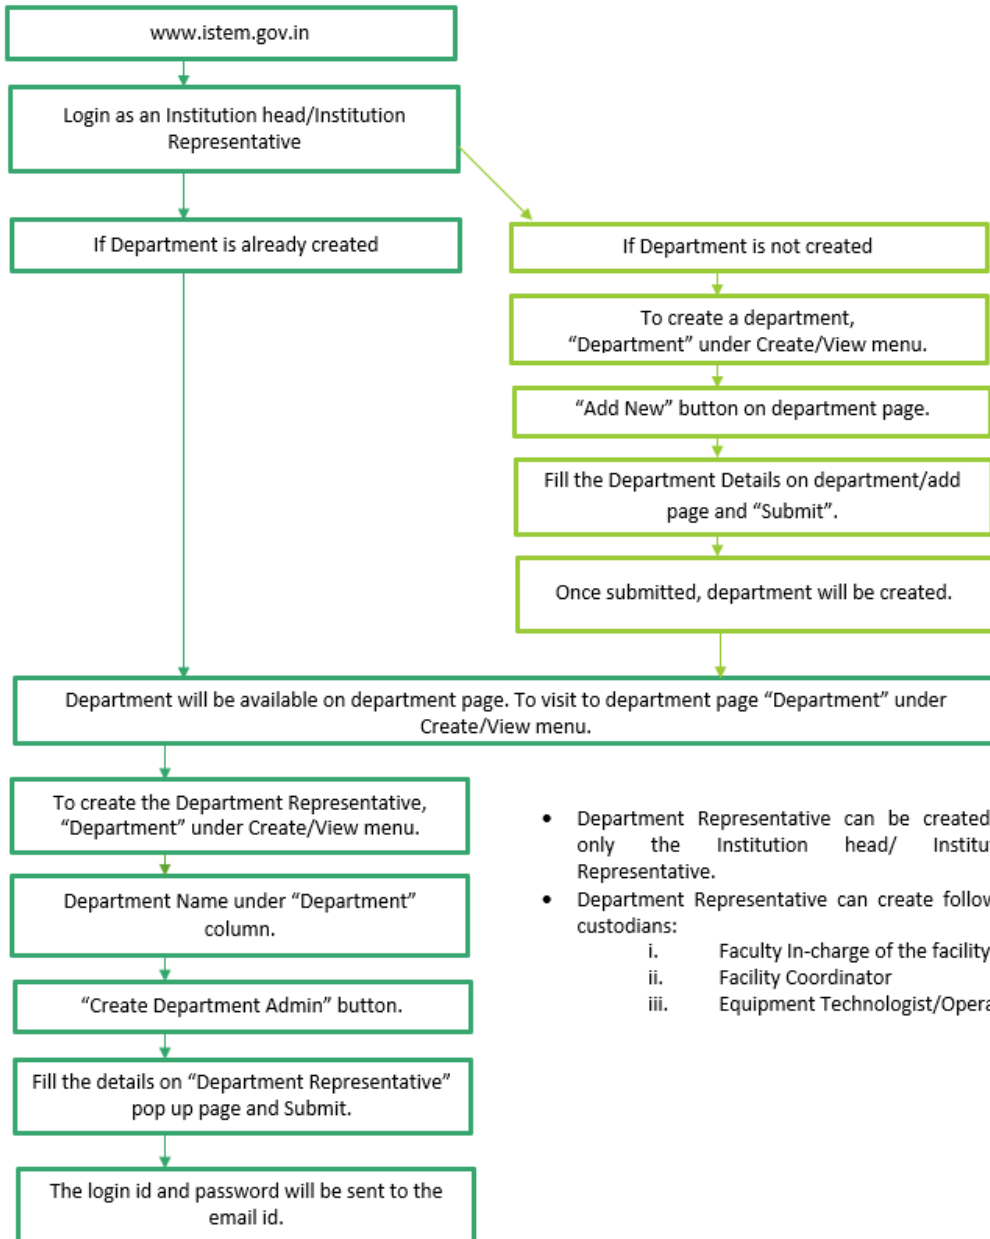 www.istem.gov.in
Login as an Institution head/Institution
Representative
If Department is already created
If Department is not created
To create a department,
“Department” under Create/View menu.
“Add New” button on department page.
Fill the Department Details on department/add
page and “Submit”.
Once submitted, department will be created.
Department will be available on department page. To visit to department page “Department” under
Create/View menu.
To create the Department Representative,
“Department” under Create/View menu.
Department Name under “Department”
column.
“Create Department Admin” button.
Fill the details on “Department Representative”
pop up page and Submit.
The login id and password will be sent to the
email id.
• Department Representative can be created
only the Institution head/
Representative.
• Department Representative can create
custodians:
i. Faculty In-charge of the facility
ii. Facility Coordinator
iii. Equipment